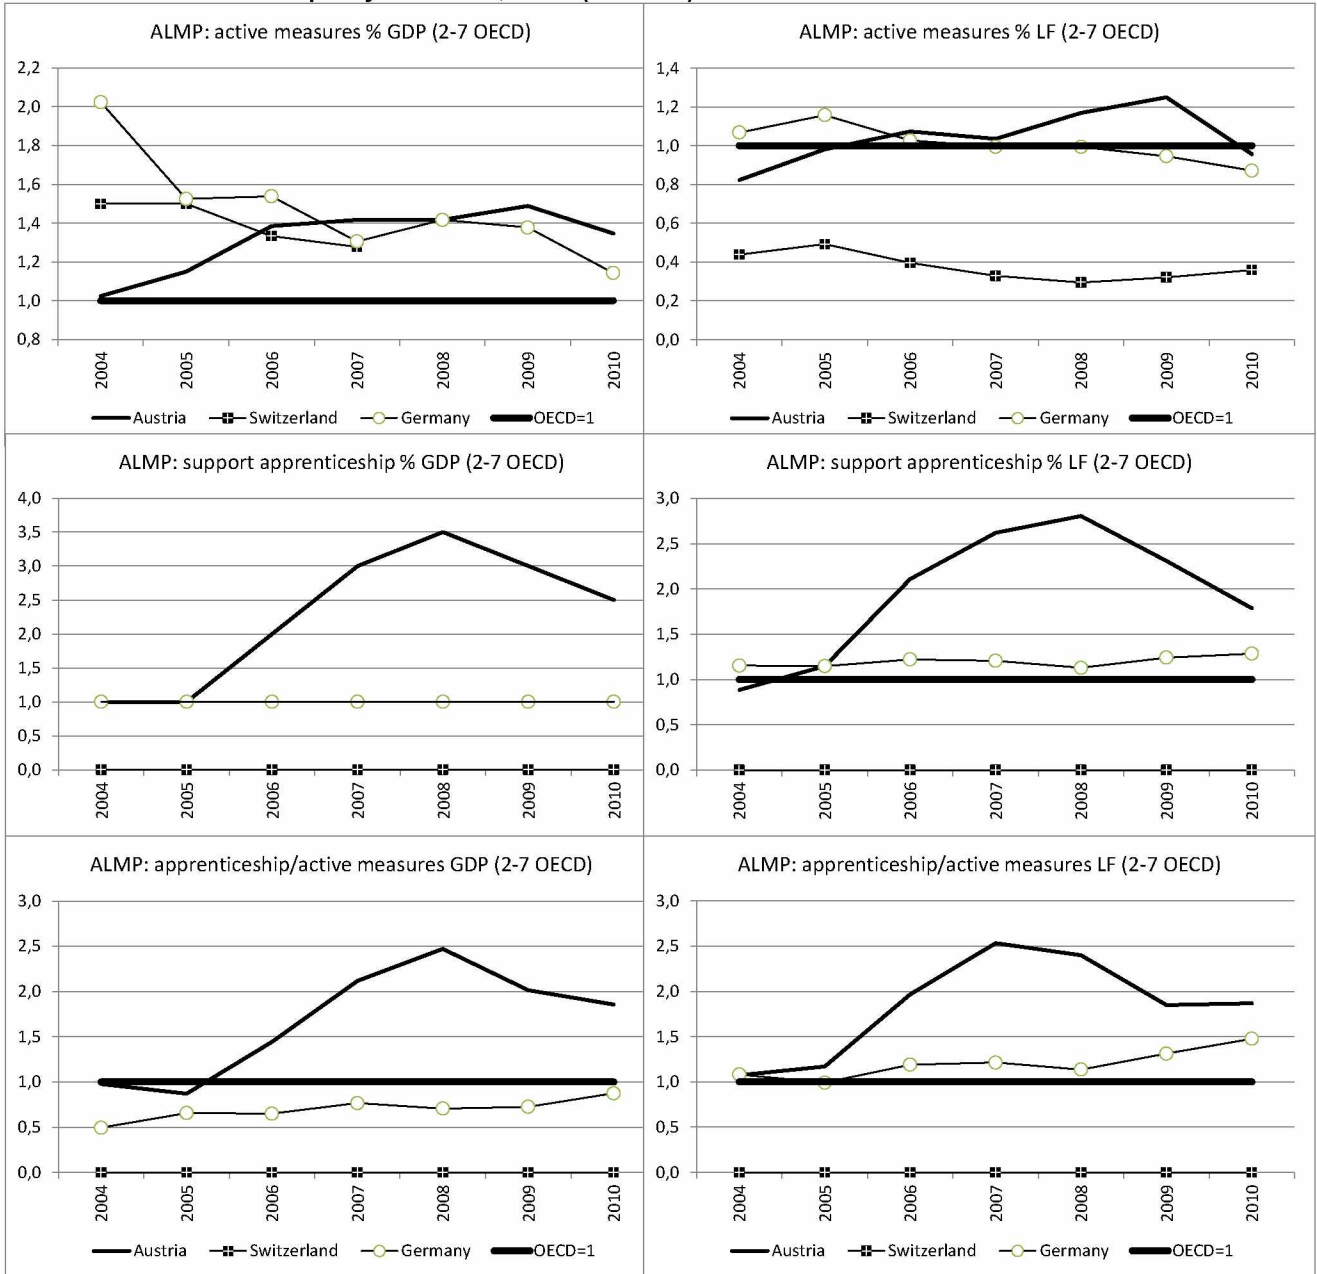 ALMP: active measures % GDP (2-7 OECD)
2,2
2,0
1,8
1,6
1,4
1,2
1,0
0,8
2004 2005 2006 2007 2008 2009 2010
Austria Switzerland Germany OECD=1
ALMP: active measures % LF (2-7 OECD)
1,4
1,2
1,0
0,8
0,6
0,4
0,2
0,0
2004 2005 2006 2007 2008 2009 2010
Austria Switzerland Germany OECD=1
ALMP: support apprenticeship % GDP (2-7 OECD)
4,0
3,5
3,0
2,5
2,0
1,5
1,0
0,5
0,0
2004 2005 2006 2007 2008 2009 2010
ALMP: support apprenticeship % LF (2-7 OECD)
3,0
2,5
2,0
1,5
1,0
0,5
0,0
2004 2005 2006 2007 2008 2009 2010
ALMP: apprenticeship/active measures GDP (2-7 OECD)
3,0
2,5
2,0
1,5
1,0
0,5
0,0
2004 2005 2006 2007 2008 2009 2010
Austria Switzerland Germany OECD=1
ALMP: apprenticeship/active measures LF (2-7 OECD)
3,0
2,5
2,0
1,5
1,0
0,5
0,0
2004 2005 2006 2007 2008 2009 2010
Austria Switzerland Germany OECD=1